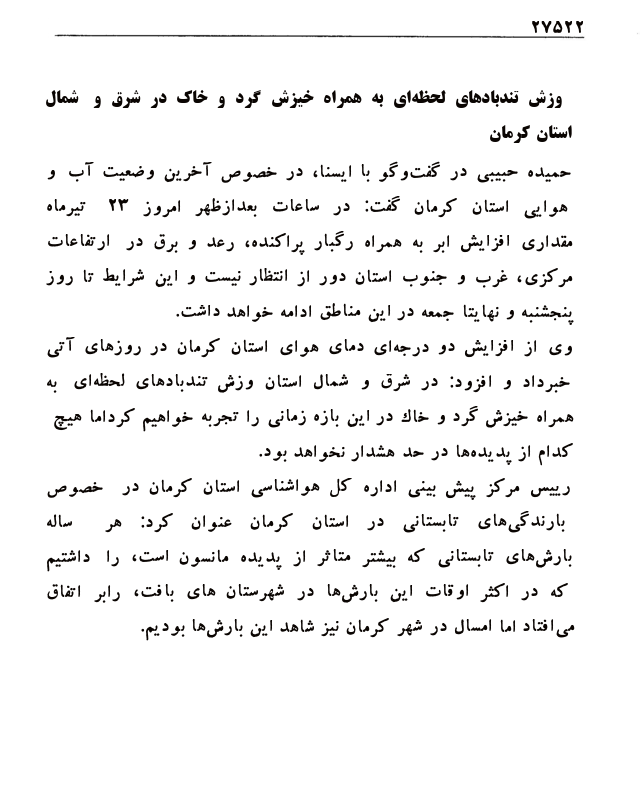 ۲۷۵۲۲
وزش تندبادهای لحظه‌ای به همراه خیزش گرد و خاک در شرق و شمال
استان کرمان
حمیده حبیبی در گفت‌وگو با ایسنا، در خصوص آخرین وضعیت آب و
هوایی استان کرمان گفت: در ساعات بعدازظهر امروز ۲۳ تیرماه
مقداری افزایش ابر به همراه رگبار پراکنده، رعد و برق در ارتفاعات
مرکزی، غرب و جنوب استان دور از انتظار نیست و این شرایط تا روز
پنجشنبه و نهایتا جمعه در این مناطق ادامه خواهد داشت.
وی از افزایش دو درجه‌ای دمای هوای استان کرمان در روزهای آتی
خبرداد و افزود: در شرق و شمال استان وزش تندبادهای لحظه‌ای به
همراه خیزش گرد و خاک در این بازه زمانی را تجربه خواهیم کرداما هیچ
کدام از پدیده‌ها در حد هشدار نخواهد بود.
رییس مرکز پیش بینی اداره کل هواشناسی استان کرمان در خصوص
بارندگی‌های تابستانی در استان کرمان عنوان کرد: هر ساله
بارش‌های تابستانی که بیشتر متاثر از پدیده مانسون است، را داشتیم
که در اکثر اوقات این بارش‌ها در شهرستان های بافت، رابر اتفاق
می‌افتاد اما امسال در شهر کرمان نیز شاهد این بارش‌ها بودیم.